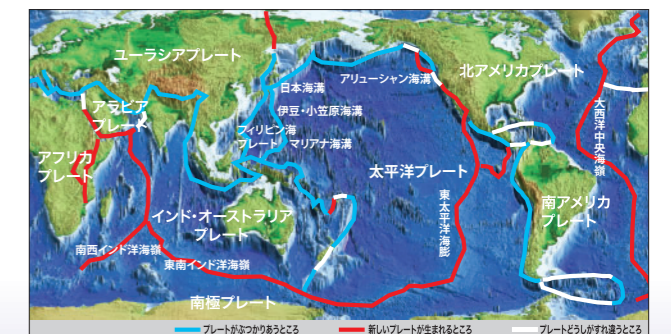 ユーラシアプレート
北アメリカプレート
アリューシャン海溝
日本海溝
伊豆・小笠原海溝
アラビア
プレート
フィリピン海
プレート
マリアナ海溝
大西洋中央海嶺
アフリカ
プレート
太平洋プレート
南アメリカ
プレート
インド・オーストラリア
プレート
東太平洋海膨
南西インド洋海嶺
東南インド洋海嶺
南極プレート
プレートがぶつかりあうところ
新しいプレートが生まれるところ
プレートどうしがすれ違うところ